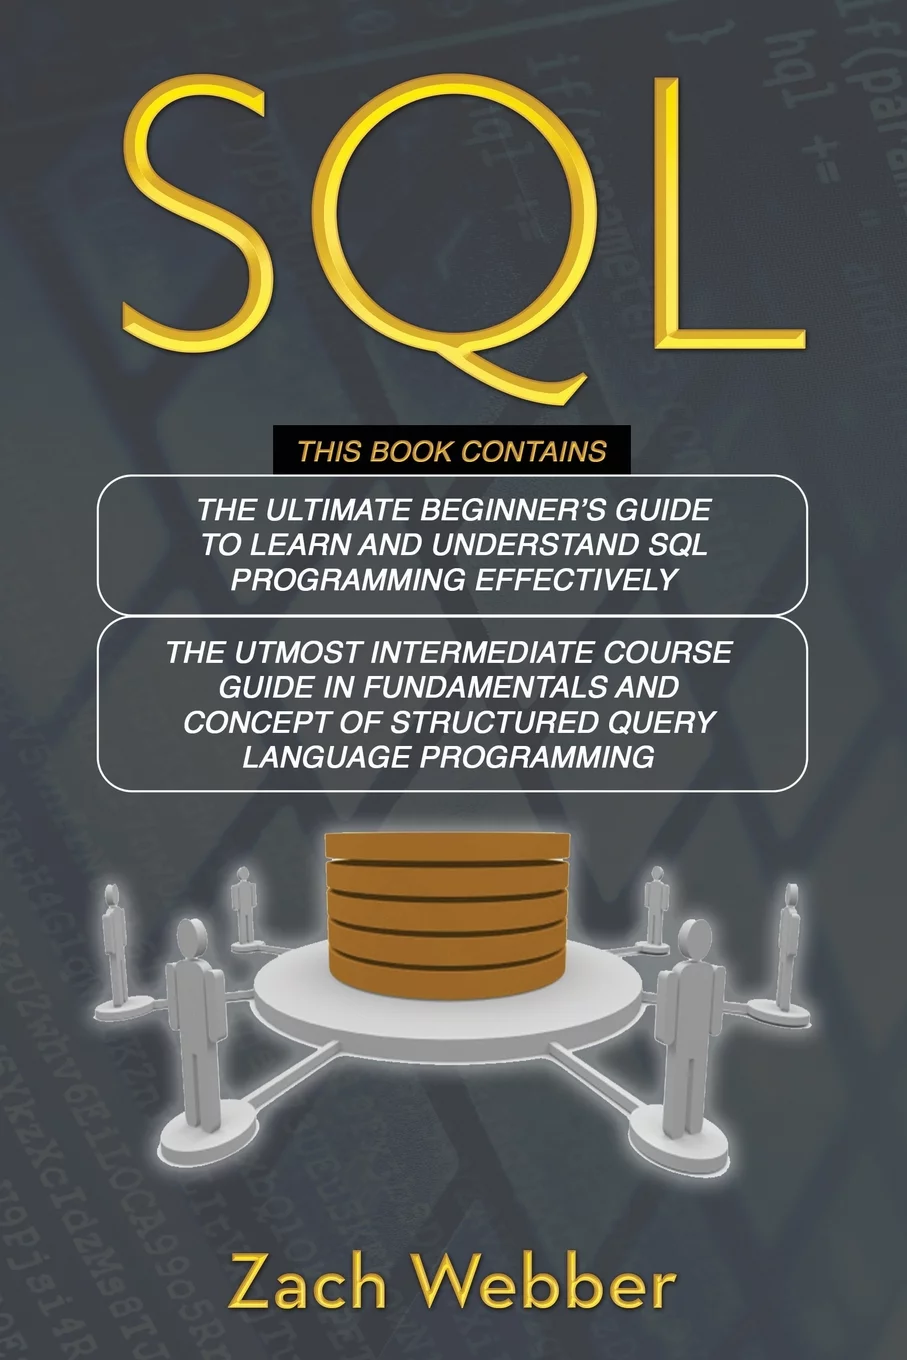 SQL
THIS BOOK CONTAINS
THE ULTIMATE BEGINNER'S GUIDE
TO LEARN AND UNDERSTAND SQL
PROGRAMMING EFFECTIVELY
THE UTMOST INTERMEDIATE COURSE
GUIDE IN FUNDAMENTALS AND
CONCEPT OF STRUCTURED QUERY
LANGUAGE PROGRAMMING
Zach Webber